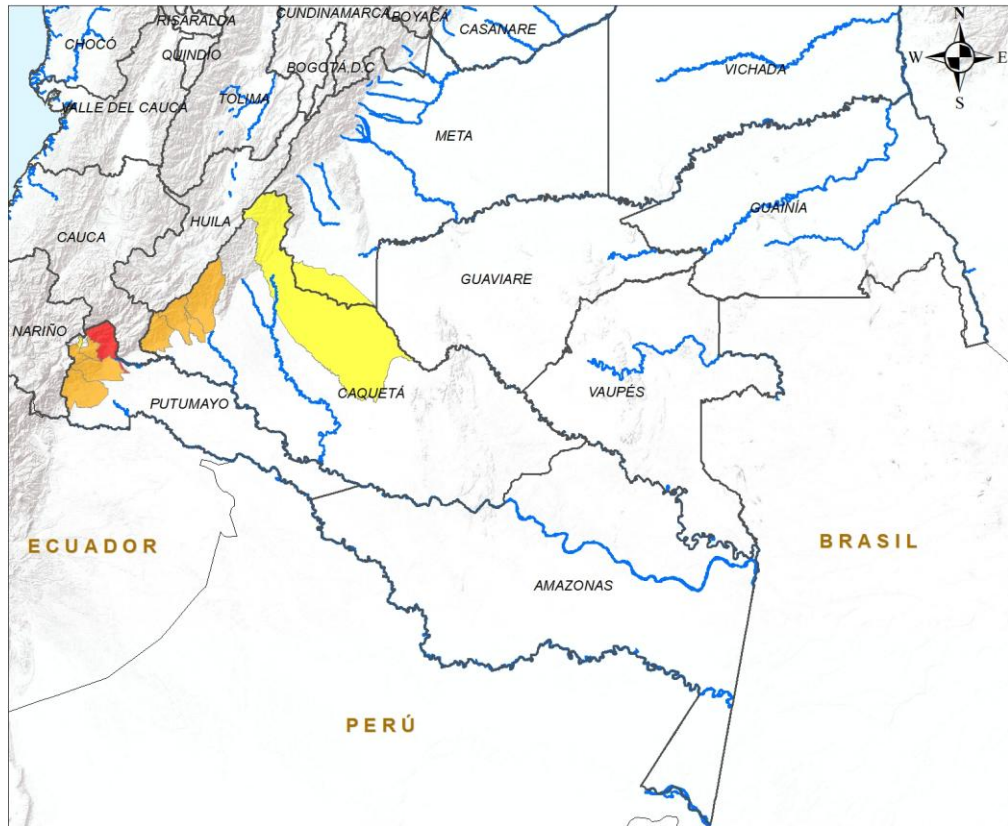 RISARALDA
CUNDINAMARCA
BOYACÁ
CASANARE
N
CHOCÓ
QUINDÍO
BOGOTÁ D.C
W
E
VICHADA
VALLE DEL CAUCA
TOLIMA
S
META
GUAINÍA
HUILA
CAUCA
GUAVIARE
NARIÑO
CAQUETÁ
VAUPÉS
PUTUMAYO
ECUADOR
BRASIL
AMAZONAS
PERÚ